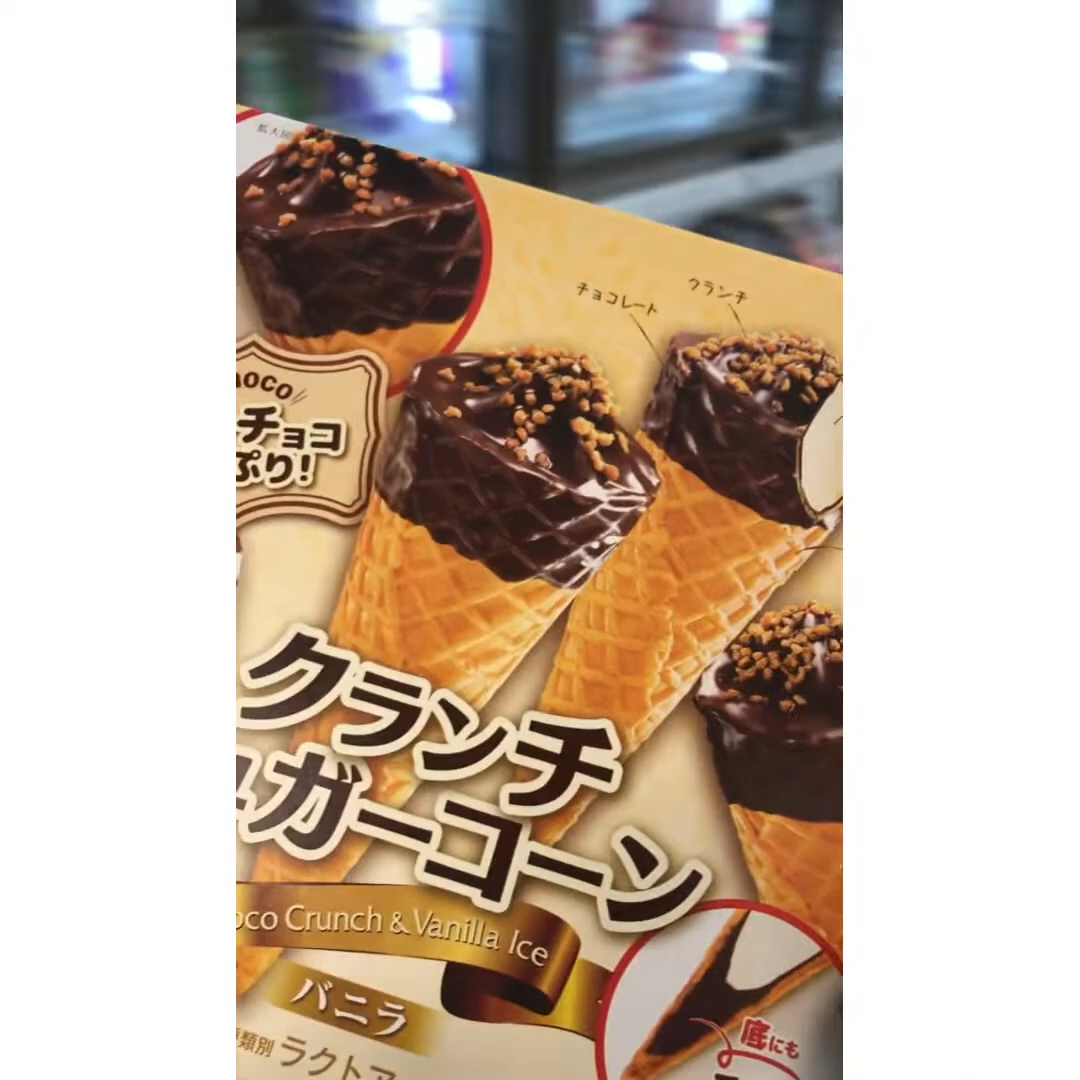 拡大図
hoco
チョコ
ぷり!
チョコレート
クランチ
クランチ
ガーコーン
oco Crunch & Vanilla Ice
バニラ
類別 ラクトア
底にも